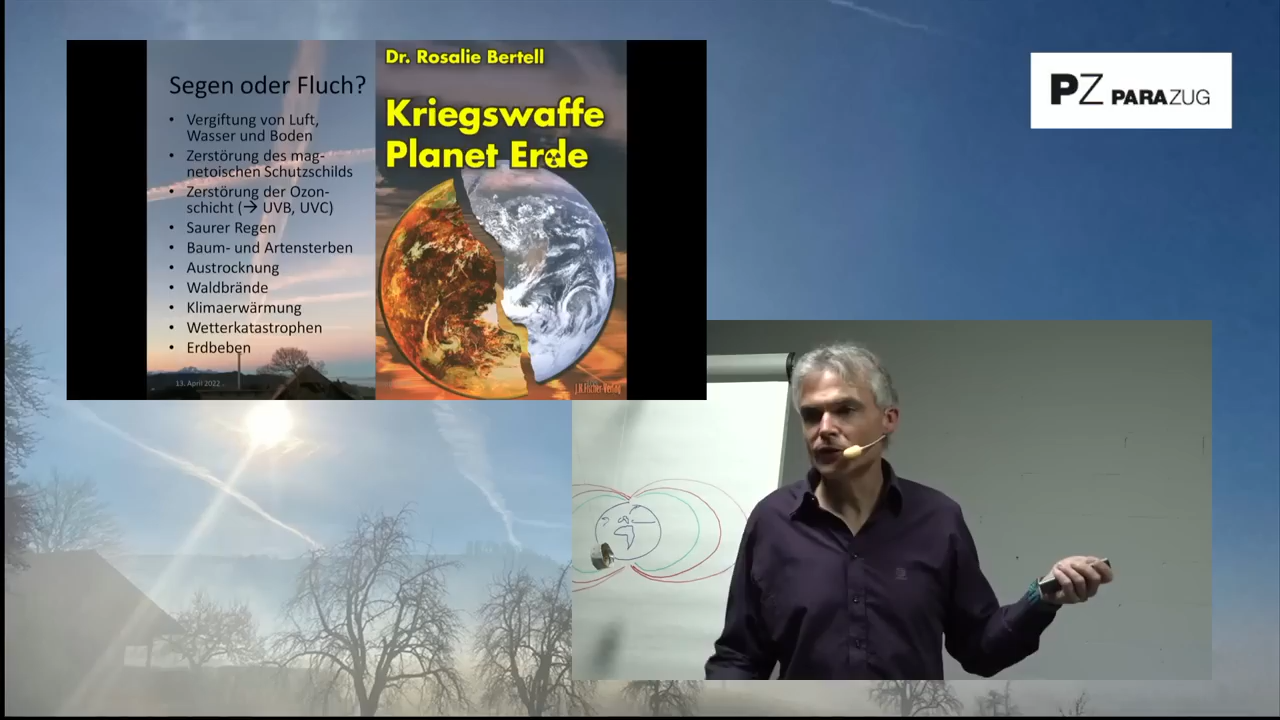 Segen oder Fluch?
• Vergiftung von Luft,
Wasser und Boden
• Zerstörung des mag-
netoischen Schutzschilds
• Zerstörung der Ozon-
schicht (→ UVB, UVC)
• Saurer Regen
• Baum- und Artensterben
• Austrocknung
• Waldbrände
• Klimaerwärmung
• Wetterkatastrophen
• Erdbeben
13. April 2022
Dr. Rosalie Bertell
Kriegswaffe
Planet Erde
J.K.Fischer Verlag
PZ PARAZUG